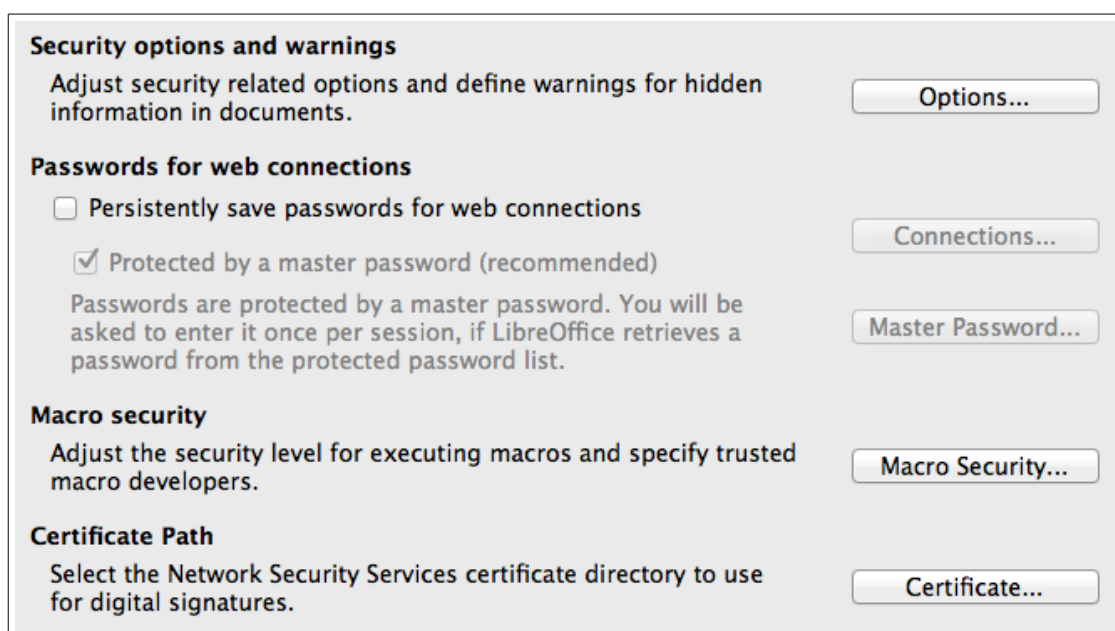 Security options and warnings
Adjust security related options and define warnings for hidden
information in documents.
Options...
Passwords for web connections
Persistently save passwords for web connections
Connections...
Protected by a master password (recommended)
Passwords are protected by a master password. You will be
asked to enter it once per session, if LibreOffice retrieves a
password from the protected password list.
Master Password...
Macro security
Adjust the security level for executing macros and specify trusted
macro developers.
Macro Security...
Certificate Path
Select the Network Security Services certificate directory to use
for digital signatures.
Certificate...